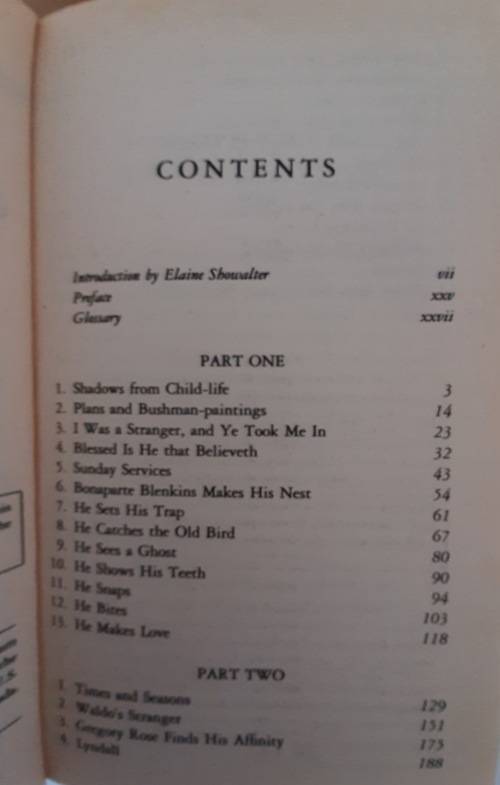 CONTENTS
Introduction by Elaine Showalter vii
Preface xxv
Glossary xxvii
PART ONE
1. Shadows from Child-life 3
2. Plans and Bushman-paintings 14
3. I Was a Stranger, and Ye Took Me In 23
4. Blessed Is He that Believeth 32
5. Sunday Services 43
6. Bonaparte Blenkins Makes His Nest 54
7. He Sets His Trap 61
8. He Catches the Old Bird 67
9. He Sees a Ghost 80
10. He Shows His Teeth 90
11. He Snaps 94
12. He Bites 103
13. He Makes Love 118
PART TWO
1. Times and Seasons 129
2. Waldo's Stranger 151
3. Gregory Rose Finds His Affinity 175
4. Lyndall 188